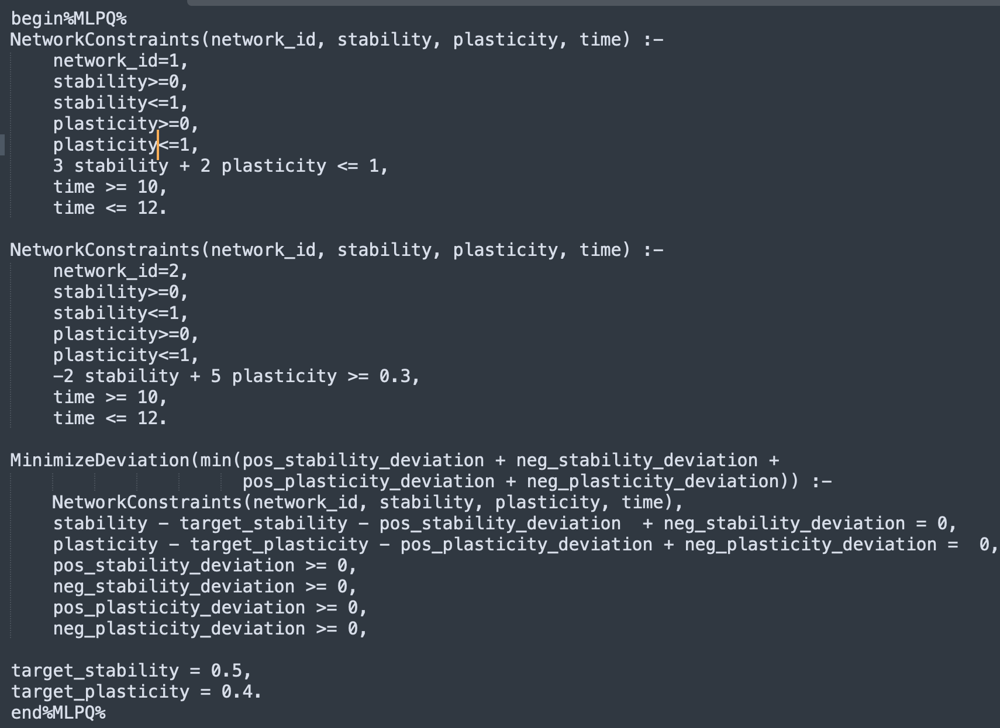 begin%MLPQ%
NetworkConstraints(network_id, stability, plasticity, time) :-
    network_id=1,
    stability>=0,
    stability<=1,
    plasticity>=0,
    plasticity<=1,
    3 stability + 2 plasticity <= 1,
    time >= 10,
    time <= 12.

NetworkConstraints(network_id, stability, plasticity, time) :-
    network_id=2,
    stability>=0,
    stability<=1,
    plasticity>=0,
    plasticity<=1,
    -2 stability + 5 plasticity >= 0.3,
    time >= 10,
    time <= 12.

MinimizeDeviation(min(pos_stability_deviation + neg_stability_deviation +
                      pos_plasticity_deviation + neg_plasticity_deviation)) :-
    NetworkConstraints(network_id, stability, plasticity, time),
    stability - target_stability - pos_stability_deviation  + neg_stability_deviation = 0,
    plasticity - target_plasticity - pos_plasticity_deviation + neg_plasticity_deviation =  0,
    pos_stability_deviation >= 0,
    neg_stability_deviation >= 0,
    pos_plasticity_deviation >= 0,
    neg_plasticity_deviation >= 0,

target_stability = 0.5,
target_plasticity = 0.4.
end%MLPQ%